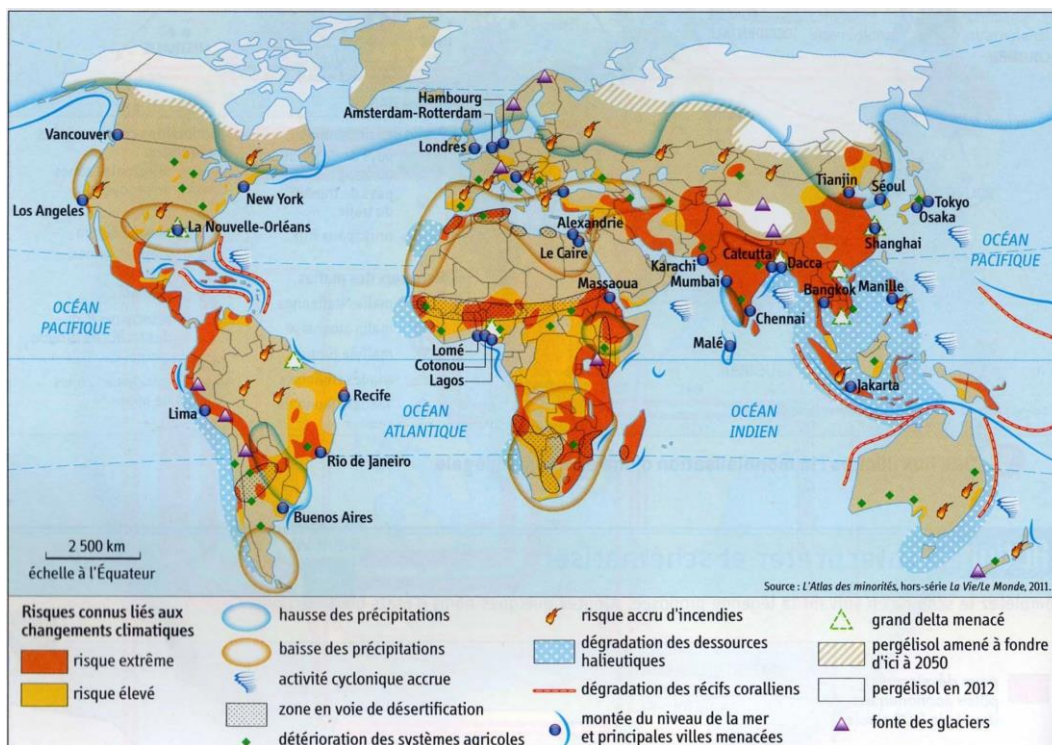 Hambourg
Amsterdam-Rotterdam
Vancouver
Londres
Los Angeles
New York
La Nouvelle-Orléans
Alexandrie
Le Caire
Tianjin
Séoul
Tokyo
Osaka
Shanghai
Karachi
Mumbai
Calcutta
Dacca
Massaoua
Bangkok
Manille
Chennai
Malé
Lomé
Cotonou
Lagos
Jakarta
Recife
Lima
Rio de Janeiro
Buenos Aires
OCÉAN
PACIFIQUE
OCÉAN
ATLANTIQUE
OCÉAN
INDIEN
OCÉAN
PACIFIQUE
2 500 km
échelle à l'Équateur
Source : L'Atlas des minorités, hors-série La Vie/Le Monde, 2011.
Risques connus liés aux
changements climatiques
risque extrême
risque élevé
hausse des précipitations
baisse des précipitations
activité cyclonique accrue
zone en voie de désertification
détérioration des systèmes agricoles
risque accru d'incendies
dégradation des dessources
halieutiques
dégradation des récifs coralliens
montée du niveau de la mer
et principales villes menacées
grand delta menacé
pergélisol amené à fondre
d'ici à 2050
pergélisol en 2012
fonte des glaciers